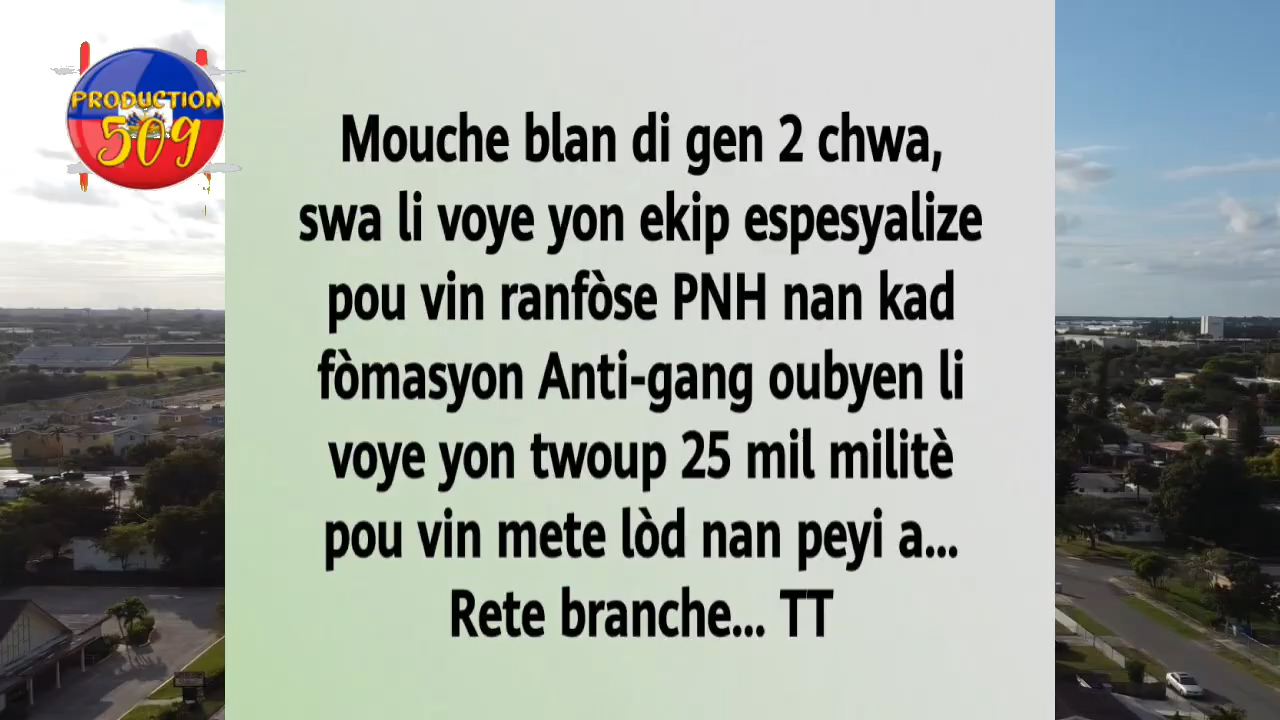 PRODUCTION
509
Mouche blan di gen 2 chwa,
swa li voye yon ekip espesyalize
pou vin ranfòse PNH nan kad
fòmasyon Anti-gang oubyen li
voye yon twoup 25 mil militè
pou vin mete lòd nan peyi a...
Rete branche... TT